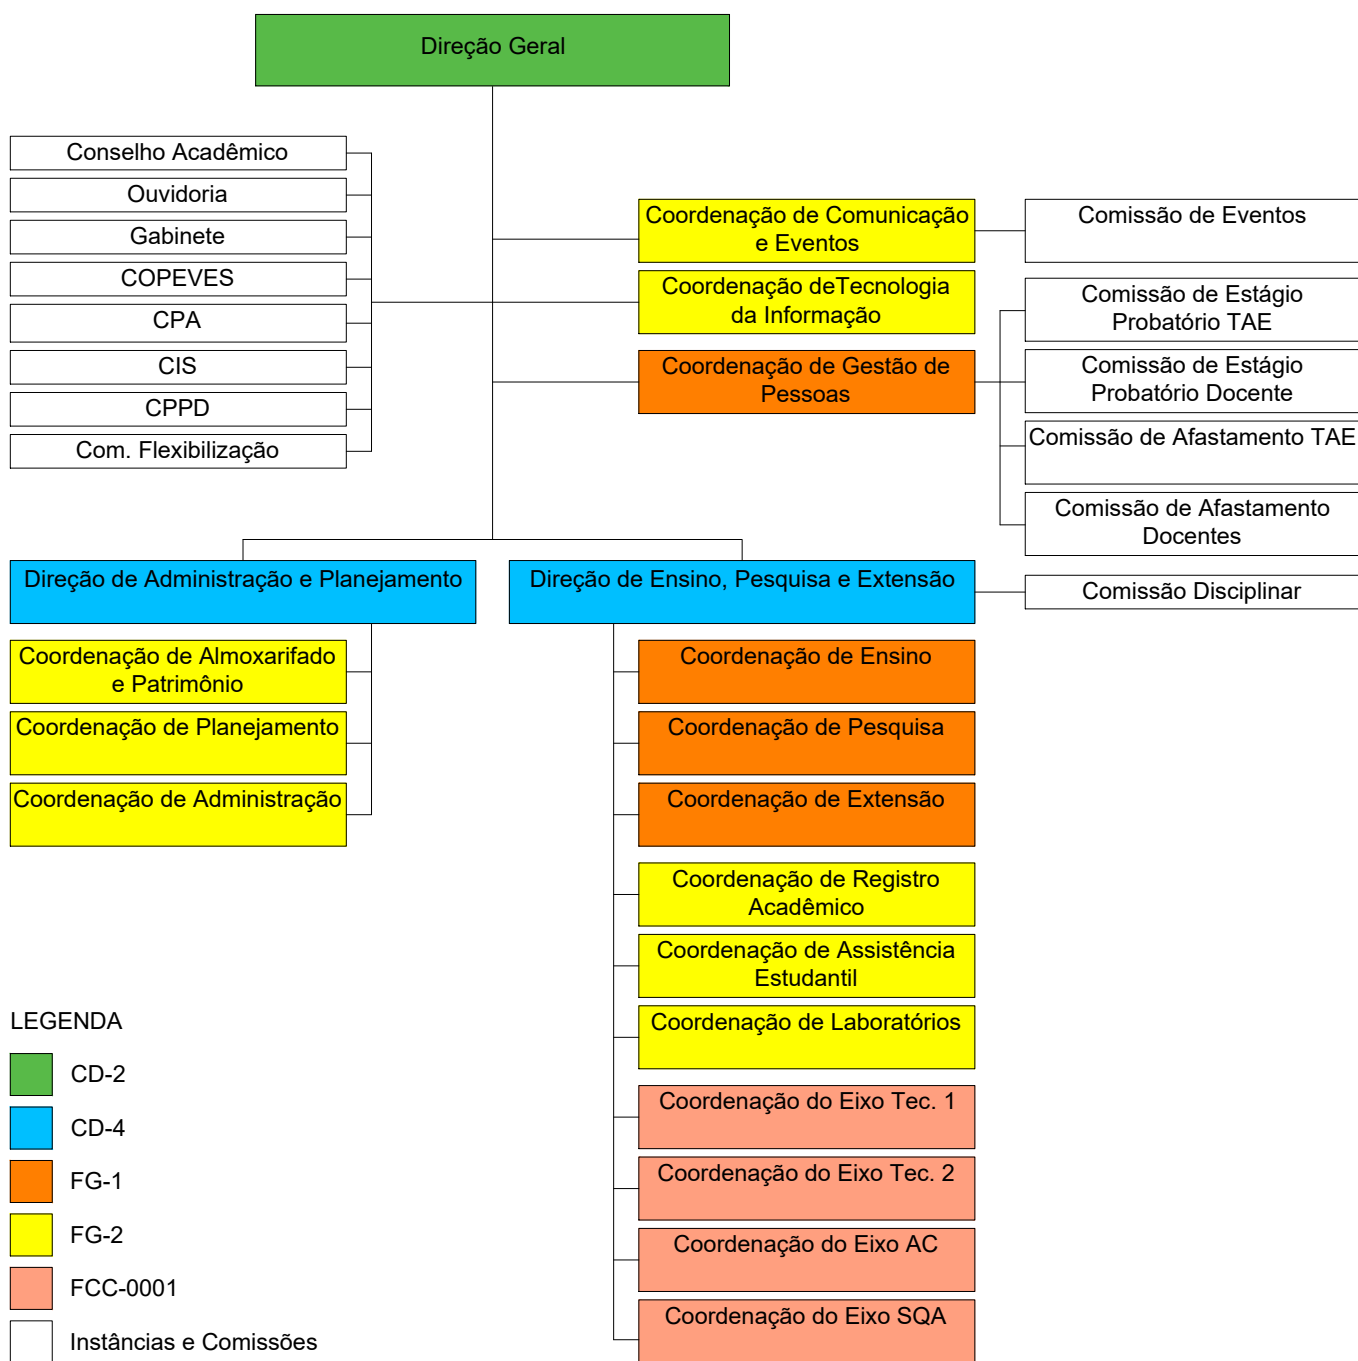 Direção Geral
Conselho Acadêmico
Ouvidoria
Gabinete
COPEVES
CPA
CIS
CPPD
Com. Flexibilização
Coordenação de Comunicação
e Eventos
Coordenação deTecnologia
da Informação
Coordenação de Gestão de
Pessoas
Comissão de Eventos
Comissão de Estágio
Probatório TAE
Comissão de Estágio
Probatório Docente
Comissão de Afastamento TAE
Comissão de Afastamento
Docentes
Direção de Administração e Planejamento
Direção de Ensino, Pesquisa e Extensão
Comissão Disciplinar
Coordenação de Almoxarifado
e Patrimônio
Coordenação de Planejamento
Coordenação de Administração
Coordenação de Ensino
Coordenação de Pesquisa
Coordenação de Extensão
Coordenação de Registro
Acadêmico
Coordenação de Assistência
Estudantil
Coordenação de Laboratórios
Coordenação do Eixo Tec. 1
Coordenação do Eixo Tec. 2
Coordenação do Eixo AC
Coordenação do Eixo SQA
LEGENDA
CD-2
CD-4
FG-1
FG-2
FCC-0001
Instâncias e Comissões